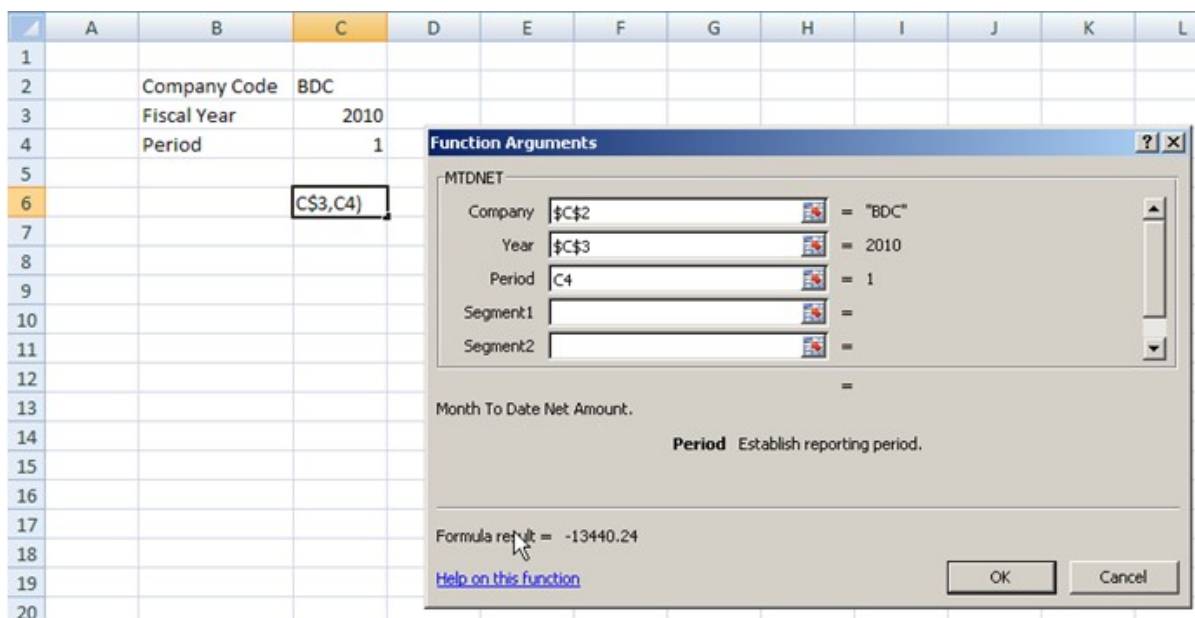 A B C D E F G H I J K L
1
2 Company Code BDC
3 Fiscal Year 2010
4 Period 1
5
6 C$3,C4)
7
8
9
10
11
12
13
14
15
16
17
18
19
20
Function Arguments ? ×
MTDNET
Company $C$2 = "BDC"
Year $C$3 = 2010
Period C4 = 1
Segment1 =
Segment2 =
=
Month To Date Net Amount.
Period Establish reporting period.
Formula result = -13440.24
Help on this function OK Cancel